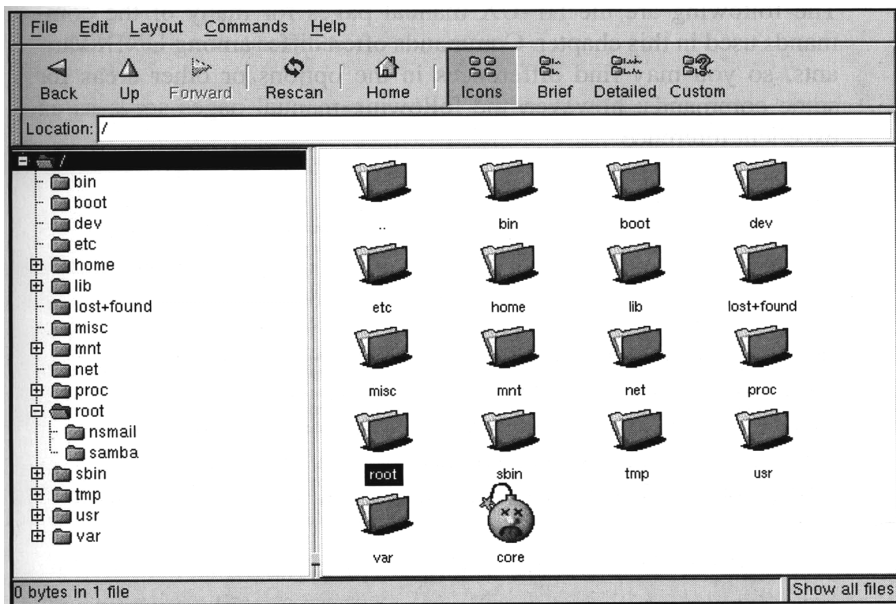 File Edit Layout Commands Help
Back Up Forward Rescan Home Icons Brief Detailed Custom
Location: /
/
bin
boot
dev
etc
home
lib
lost+found
misc
mnt
net
proc
root
nsmail
samba
sbin
tmp
usr
var
.. bin boot dev
etc home lib lost+found
misc mnt net proc
root sbin tmp usr
var core
0 bytes in 1 file Show all files